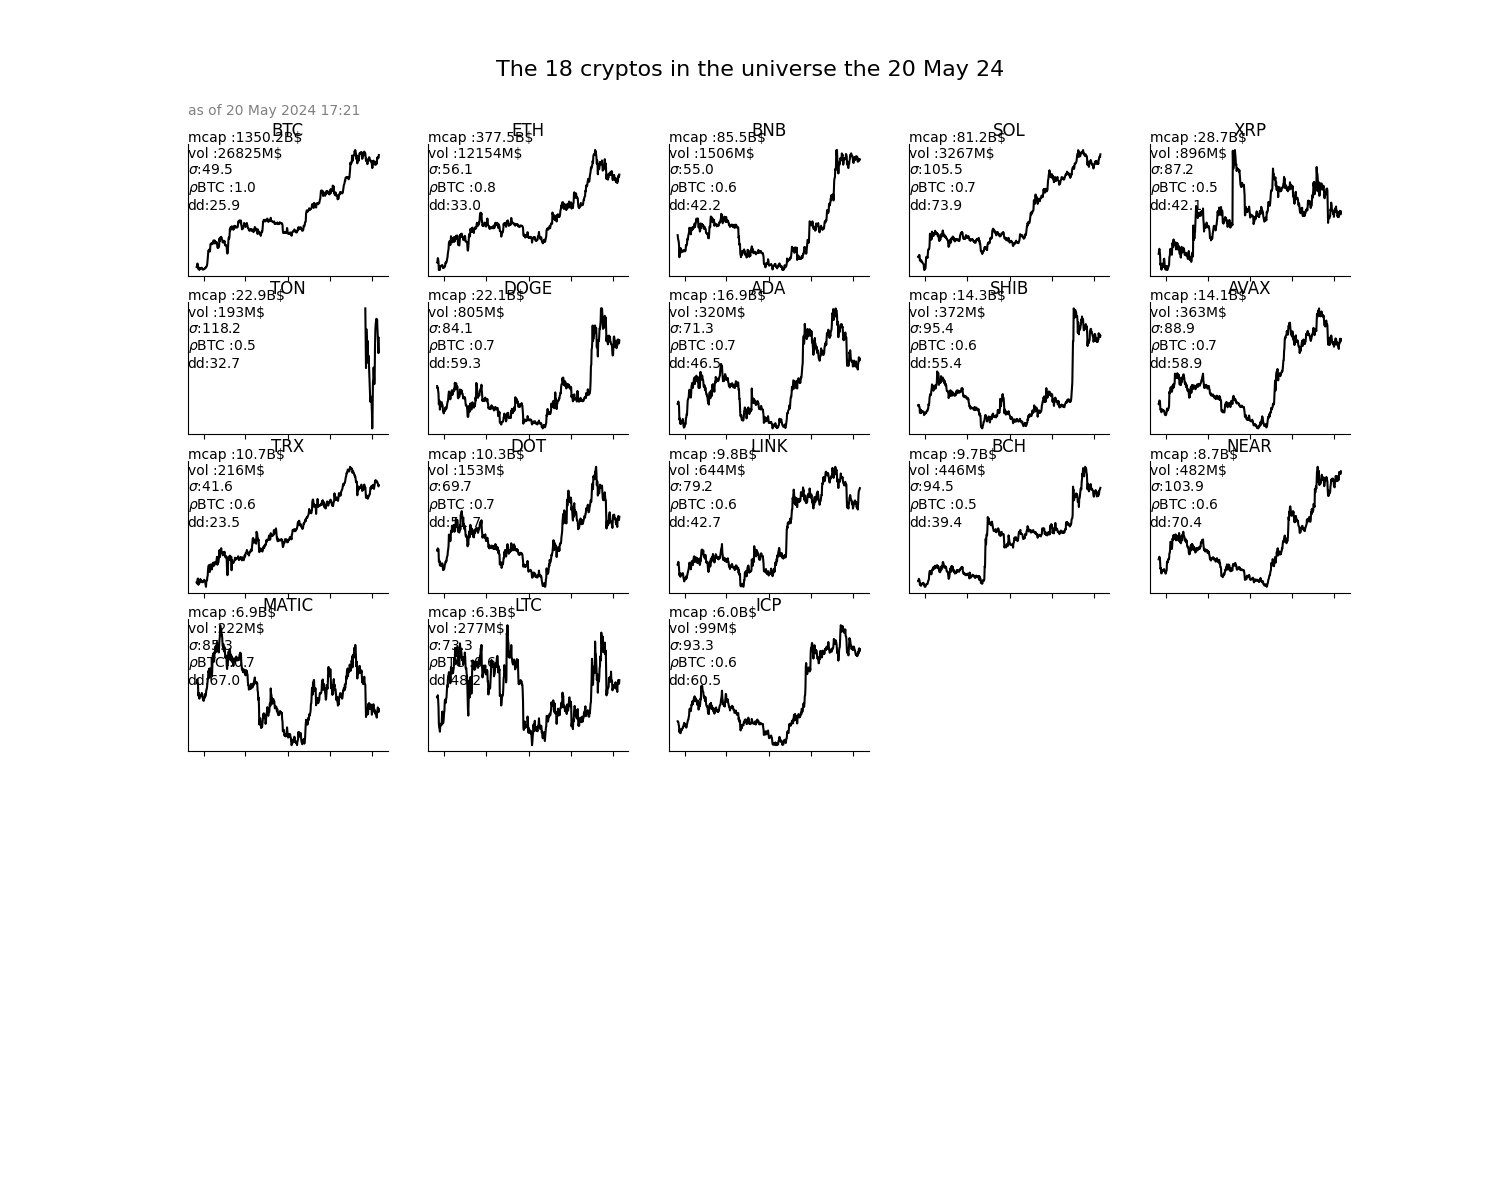 The 18 cryptos in the universe the 20 May 24
as of 20 May 2024 17:21
BTC
mcap :1350.2B$
vol :26825M$
σ:49.5
ρBTC :1.0
dd:25.9
ETH
mcap :377.5B$
vol :12154M$
σ:56.1
ρBTC :0.8
dd:33.0
BNB
mcap :85.5B$
vol :1506M$
σ:55.0
ρBTC :0.6
dd:42.2
SOL
mcap :81.2B$
vol :3267M$
σ:105.5
ρBTC :0.7
dd:73.9
XRP
mcap :28.7B$
vol :896M$
σ:87.2
ρBTC :0.5
dd:42.1
TON
mcap :22.9B$
vol :193M$
σ:118.2
ρBTC :0.5
dd:32.7
DOGE
mcap :22.1B$
vol :805M$
σ:84.1
ρBTC :0.7
dd:59.3
ADA
mcap :16.9B$
vol :320M$
σ:71.3
ρBTC :0.7
dd:46.5
SHIB
mcap :14.3B$
vol :372M$
σ:95.4
ρBTC :0.6
dd:55.4
AVAX
mcap :14.1B$
vol :363M$
σ:88.9
ρBTC :0.7
dd:58.9
TRX
mcap :10.7B$
vol :216M$
σ:41.6
ρBTC :0.6
dd:23.5
DOT
mcap :10.3B$
vol :153M$
σ:69.7
ρBTC :0.7
LINK
mcap :9.8B$
vol :644M$
σ:79.2
ρBTC :0.6
dd:42.7
BCH
mcap :9.7B$
vol :446M$
σ:94.5
ρBTC :0.5
dd:39.4
NEAR
mcap :8.7B$
vol :482M$
σ:103.9
ρBTC :0.6
dd:70.4
MATIC
mcap :6.9B$
vol :222M$
ρBTC :0.7
dd:67.0
LTC
mcap :6.3B$
vol :277M$
σ:73.3
ρBTC :0.6
dd:48.2
ICP
mcap :6.0B$
vol :99M$
σ:93.3
ρBTC :0.6
dd:60.5